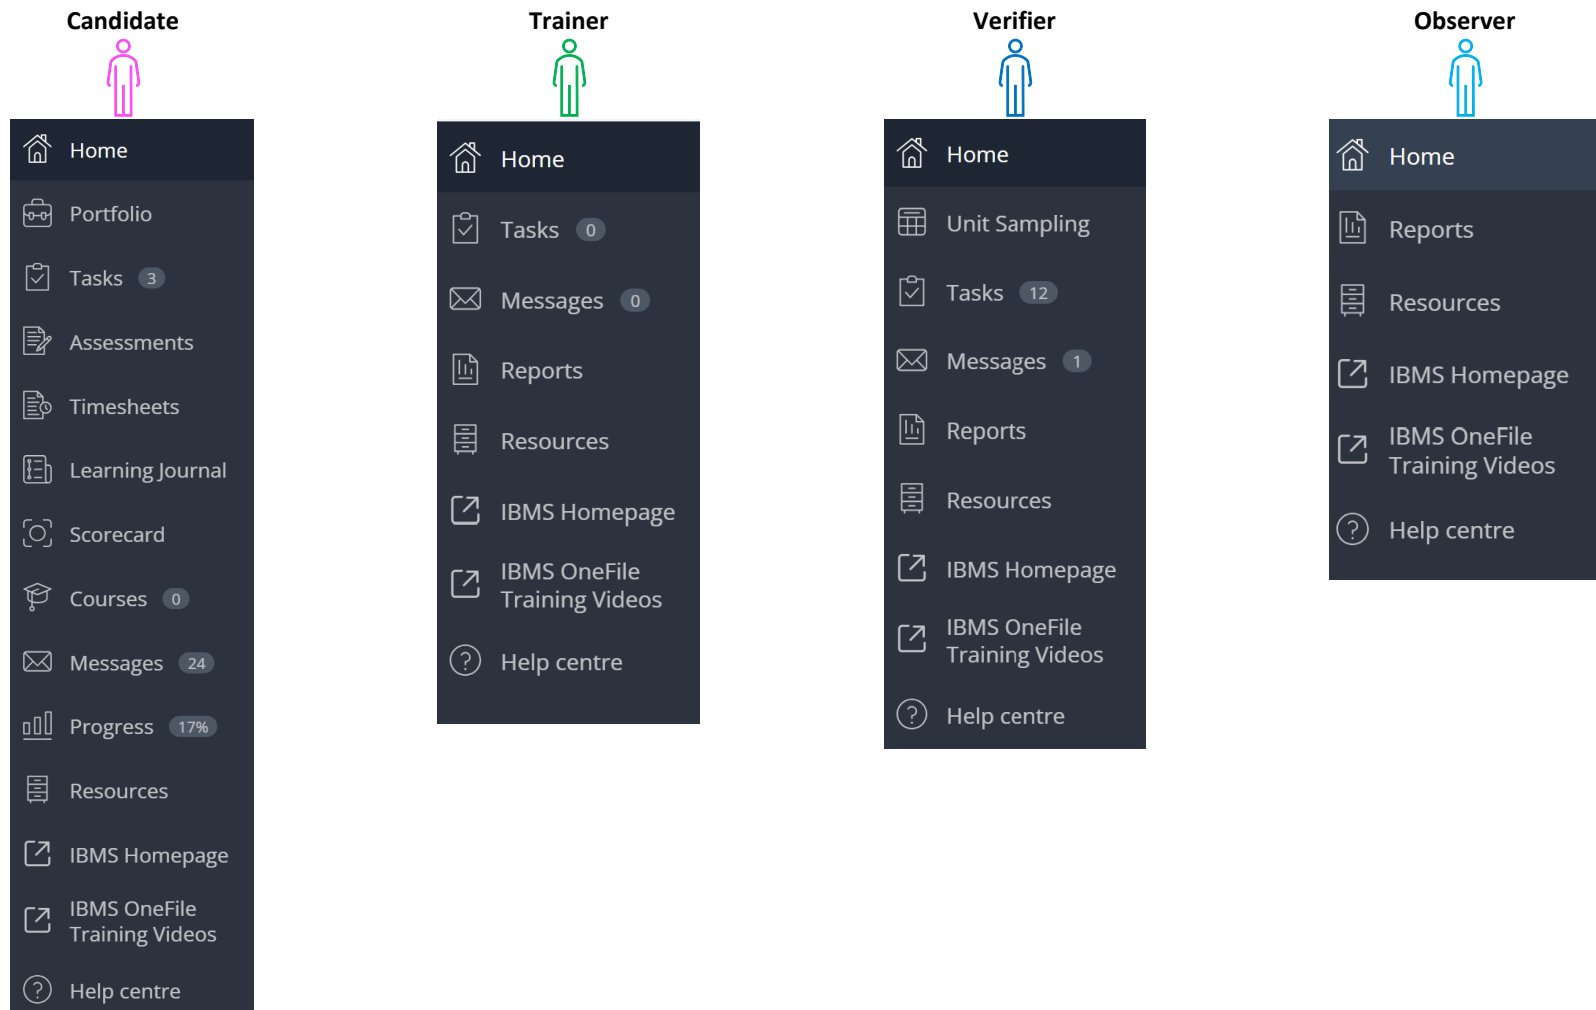 Candidate
Home
Portfolio
Tasks 3
Assessments
Timesheets
Learning Journal
Scorecard
Courses 0
Messages 24
Progress 17%
Resources
IBMS Homepage
IBMS OneFile
Training Videos
Help centre
Trainer
Home
Tasks 0
Messages 0
Reports
Resources
IBMS Homepage
IBMS OneFile
Training Videos
Help centre
Verifier
Home
Unit Sampling
Tasks 12
Messages 1
Reports
Resources
IBMS Homepage
IBMS OneFile
Training Videos
Help centre
Observer
Home
Reports
Resources
IBMS Homepage
IBMS OneFile
Training Videos
Help centre